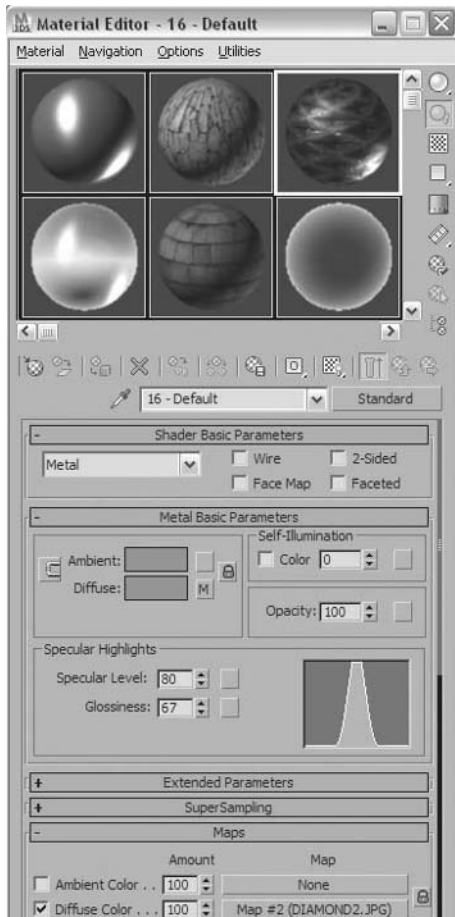 Material Editor - 16 - Default
Material Navigation Options Utilities
16 - Default Standard
Shader Basic Parameters
Metal Wire 2-Sided
Face Map Faceted
Metal Basic Parameters
Self-Illumination
Ambient: Color 0
Diffuse: M
Opacity: 100
Specular Highlights
Specular Level: 80
Glossiness: 67
+ Extended Parameters
+ SuperSampling
- Maps
Amount Map
Ambient Color . . 100 None
Diffuse Color . . . 100 Map #2 (DIAMOND2.JPG)